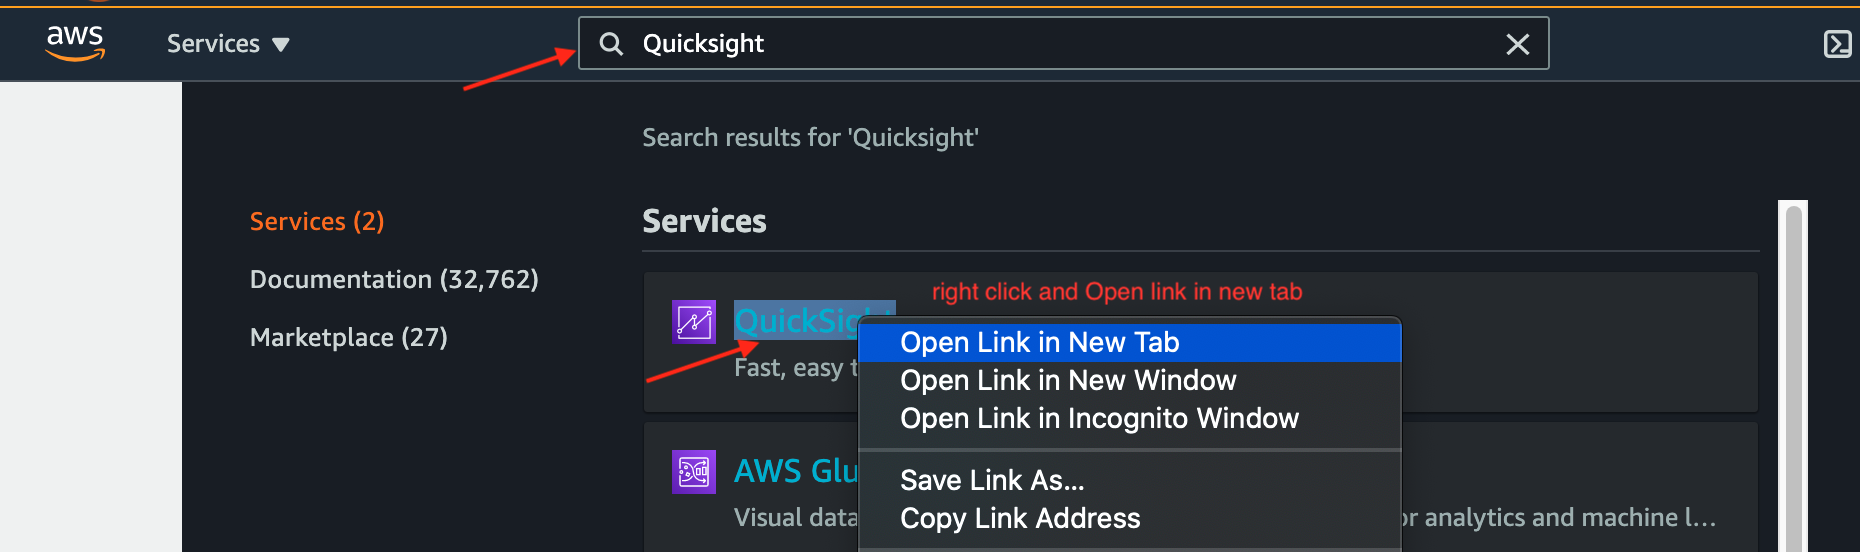 aws
Services ▼
Quicksight
Search results for 'Quicksight'
Services (2)
Documentation (32,762)
Marketplace (27)
Services
right click and Open link in new tab
QuickSight
Fast, easy t
Open Link in New Tab
Open Link in New Window
Open Link in Incognito Window
Save Link As...
Copy Link Address
AWS Glu
Visual data
or analytics and machine l...